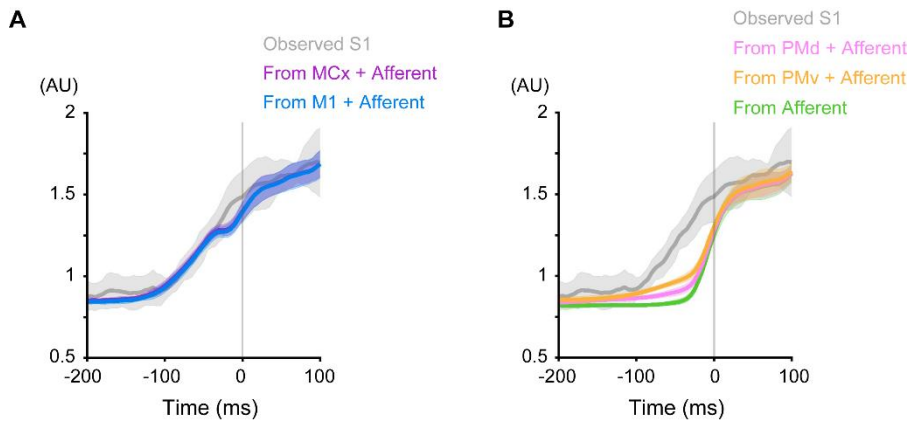 A
Observed S1
From MCx + Afferent
From M1 + Afferent
(AU)
2
1.5
1
0.5
-200
-100
0
100
Time (ms)
B
Observed S1
From PMd + Afferent
From PMv + Afferent
From Afferent
(AU)
2
1.5
1
0.5
-200
-100
0
100
Time (ms)